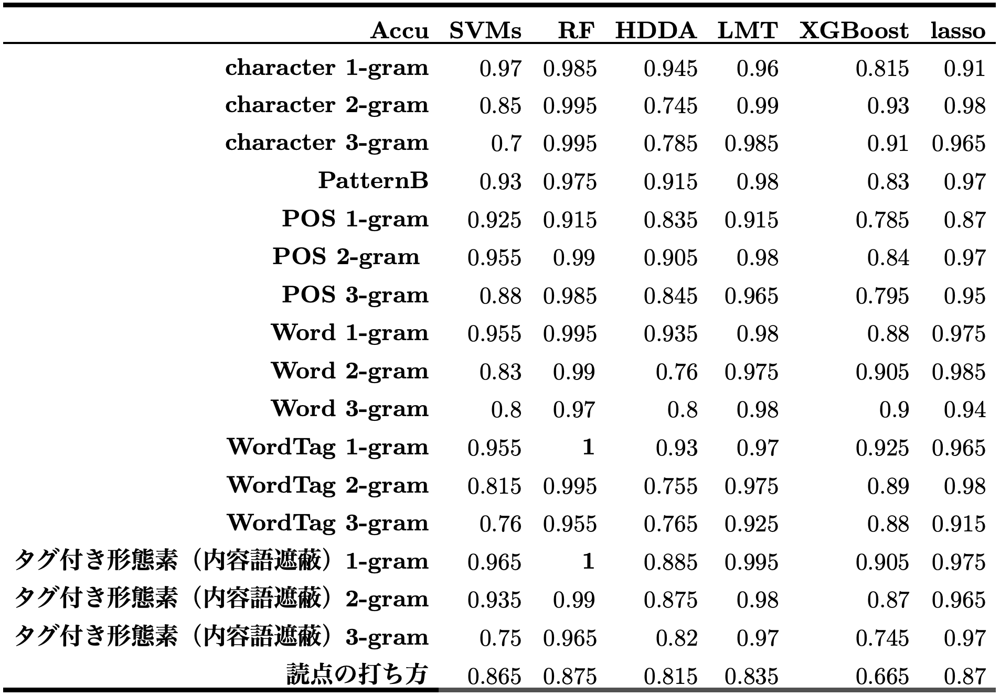 Accu SVMs RF HDDA LMT XGBoost lasso
character 1-gram 0.97 0.985 0.945 0.96 0.815 0.91
character 2-gram 0.85 0.995 0.745 0.99 0.93 0.98
character 3-gram 0.7 0.995 0.785 0.985 0.91 0.965
PatternB 0.93 0.975 0.915 0.98 0.83 0.97
POS 1-gram 0.925 0.915 0.835 0.915 0.785 0.87
POS 2-gram 0.955 0.99 0.905 0.98 0.84 0.97
POS 3-gram 0.88 0.985 0.845 0.965 0.795 0.95
Word 1-gram 0.955 0.995 0.935 0.98 0.88 0.975
Word 2-gram 0.83 0.99 0.76 0.975 0.905 0.985
Word 3-gram 0.8 0.97 0.8 0.98 0.9 0.94
WordTag 1-gram 0.955 1 0.93 0.97 0.925 0.965
WordTag 2-gram 0.815 0.995 0.755 0.975 0.89 0.98
WordTag 3-gram 0.76 0.955 0.765 0.925 0.88 0.915
タグ付き形態素（内容語遮蔽）1-gram 0.965 1 0.885 0.995 0.905 0.975
タグ付き形態素（内容語遮蔽）2-gram 0.935 0.99 0.875 0.98 0.87 0.965
タグ付き形態素（内容語遮蔽）3-gram 0.75 0.965 0.82 0.97 0.745 0.97
読点の打ち方 0.865 0.875 0.815 0.835 0.665 0.87